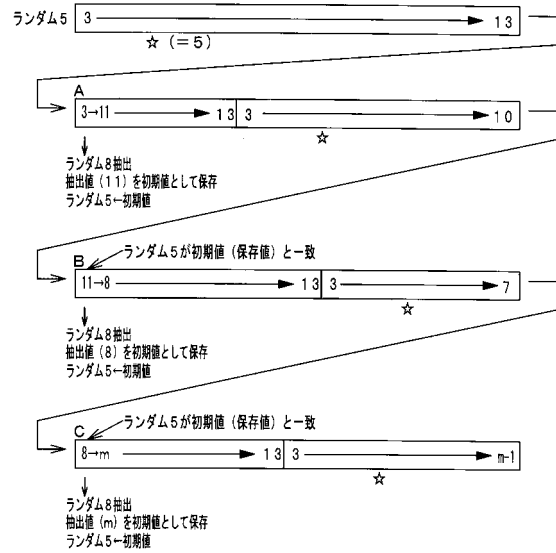 ランダム5 3 13
☆ (=5)
A
3→11 13 3 10
☆
ランダム8抽出
抽出値(11)を初期値として保存
ランダム5←初期値
B ランダム5が初期値(保存値)と一致
11→8 13 3 7
☆
ランダム8抽出
抽出値(8)を初期値として保存
ランダム5←初期値
C ランダム5が初期値(保存値)と一致
8→m 13 3 m-1
☆
ランダム8抽出
抽出値(m)を初期値として保存
ランダム5←初期値